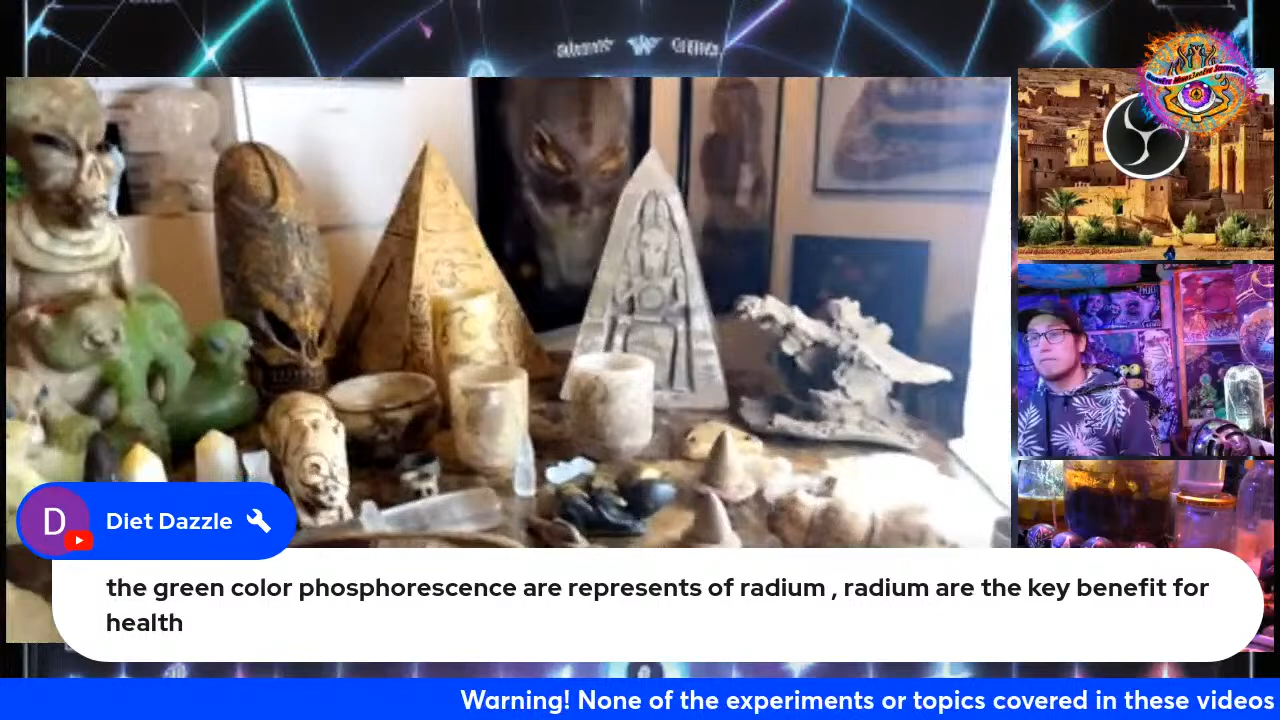 Diet Dazzle
the green color phosphorescence are represents of radium , radium are the key benefit for
health
Warning! None of the experiments or topics covered in these videos